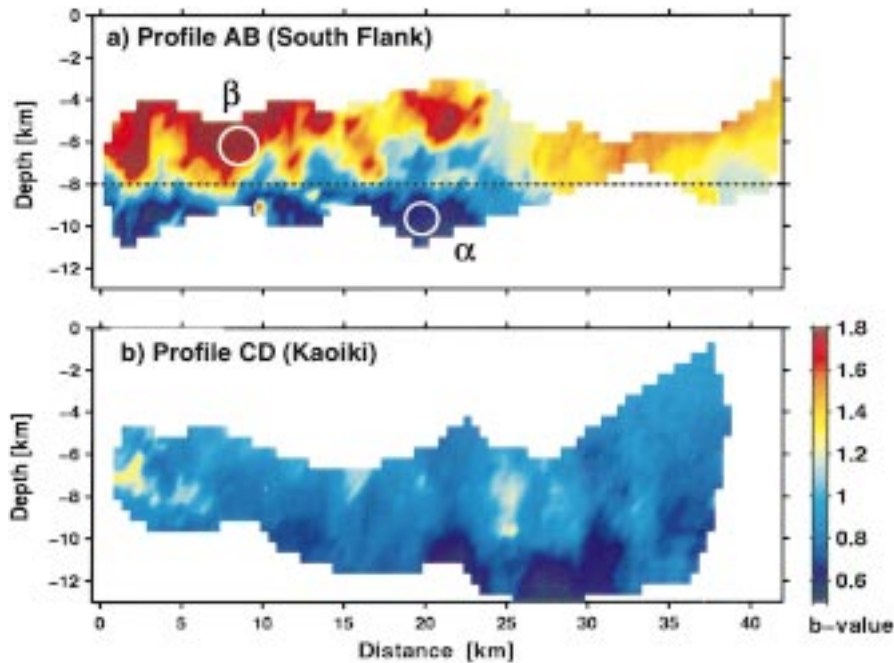 a) Profile AB (South Flank)
0
-2
-4
-6
-8
-10
-12
Depth [km]
β
α
b) Profile CD (Kaoiki)
0
-2
-4
-6
-8
-10
-12
Depth [km]
0 5 10 15 20 25 30 35 40
Distance [km]
1.8
1.6
1.4
1.2
1
0.8
0.6
b-value